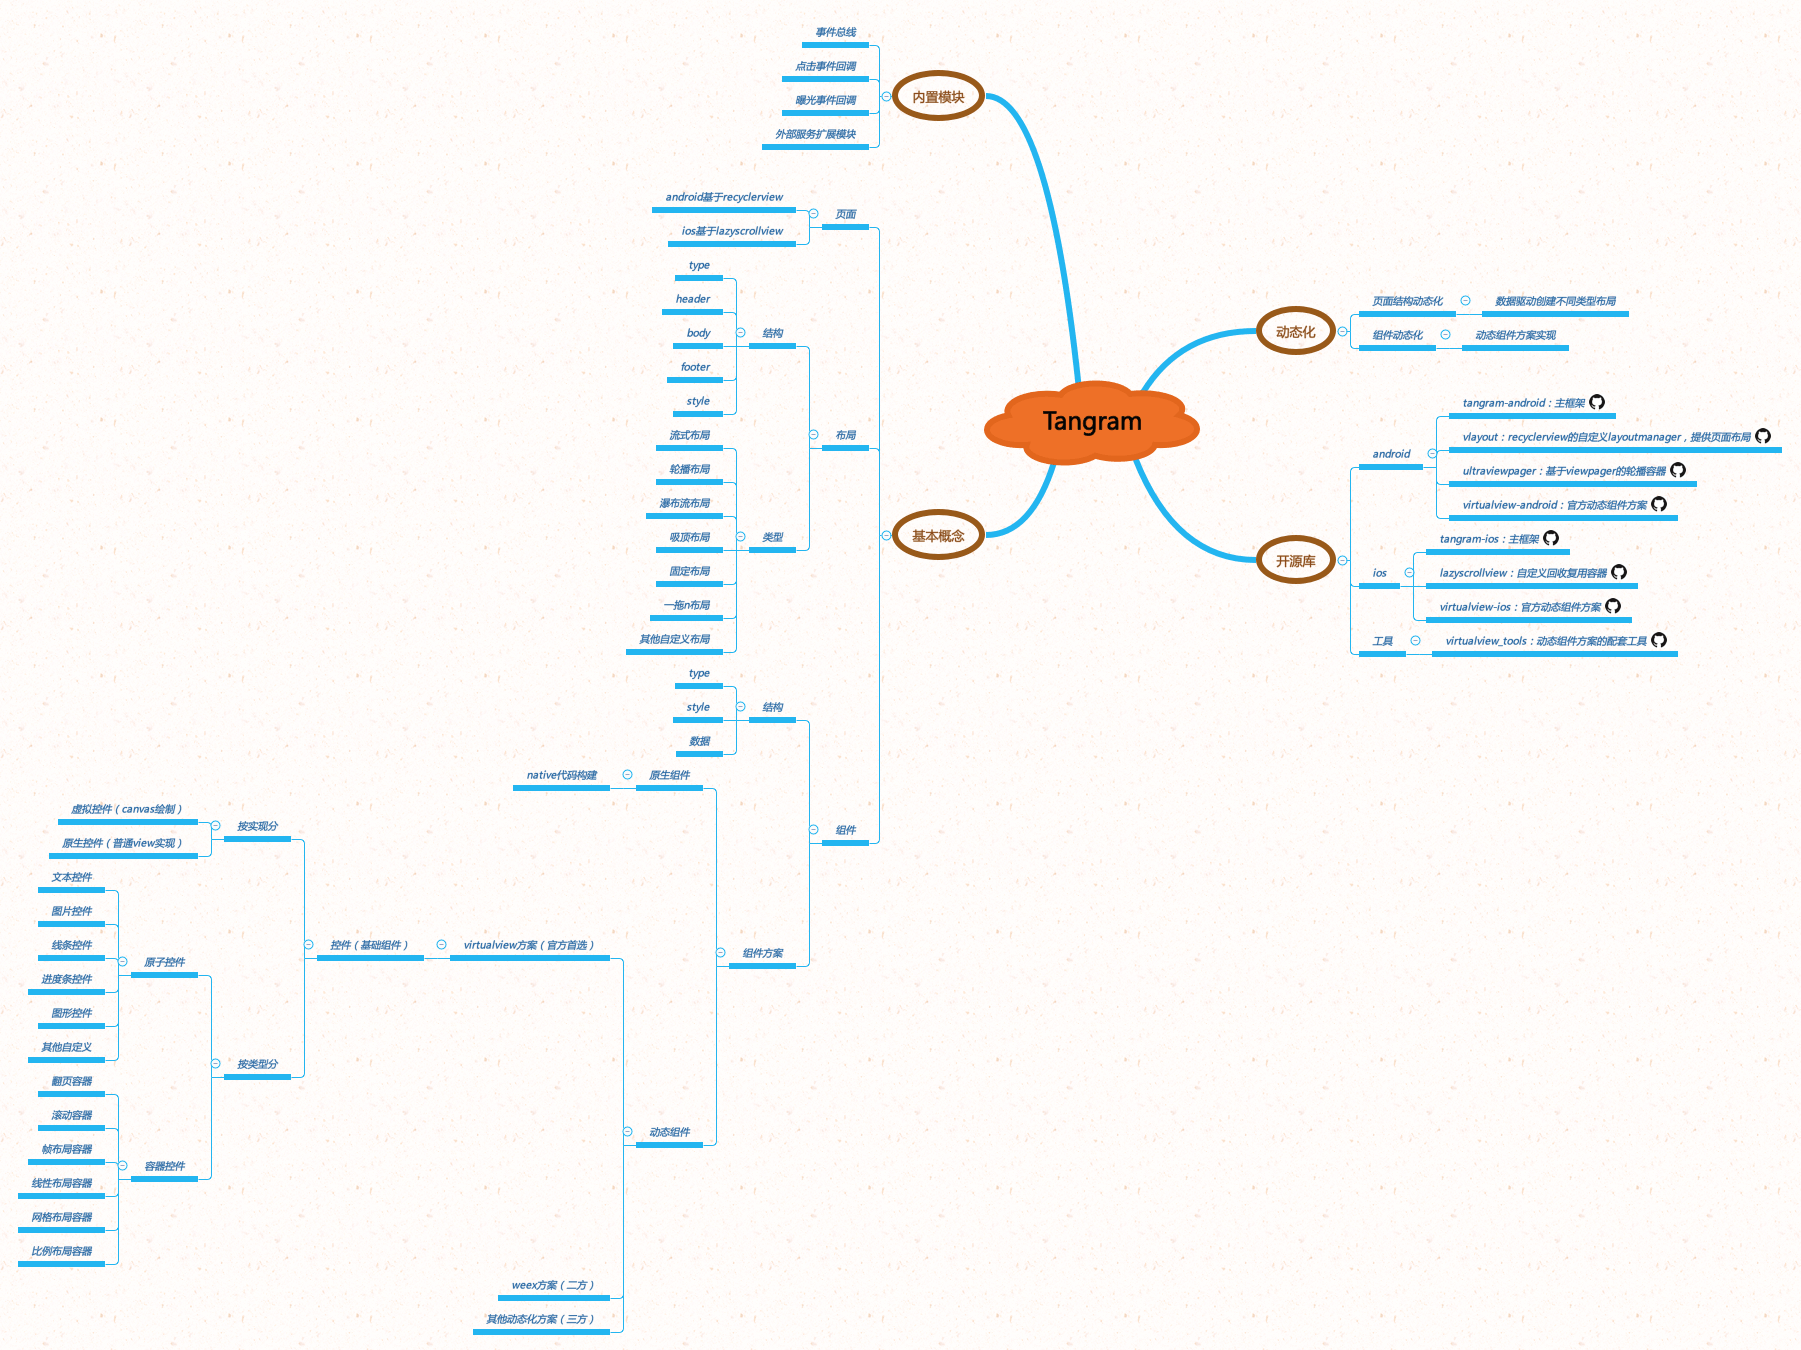 Tangram
内置模块
事件总线
点击事件回调
曝光事件回调
外部服务扩展模块
动态化
页面结构动态化
数据驱动创建不同类型布局
组件动态化
动态组件方案实现
开源库
android
tangram-android：主框架
vlayout：recyclerview的自定义layoutmanager，提供页面布局
ultraviewpager：基于viewpager的轮播容器
virtualview-android：官方动态组件方案
ios
tangram-ios：主框架
lazyscrollview：自定义回收复用容器
virtualview-ios：官方动态组件方案
工具
virtualview_tools：动态组件方案的配套工具
基本概念
页面
android基于recyclerview
ios基于lazyscrollview
布局
结构
type
header
body
footer
style
类型
流式布局
轮播布局
瀑布流布局
吸顶布局
固定布局
一拖n布局
其他自定义布局
组件
结构
type
style
数据
组件方案
原生组件
native代码构建
动态组件
virtualview方案（官方首选）
控件（基础组件）
按实现分
虚拟控件（canvas绘制）
原生控件（普通view实现）
按类型分
原子控件
文本控件
图片控件
线条控件
进度条控件
图形控件
其他自定义
容器控件
翻页容器
滚动容器
帧布局容器
线性布局容器
网格布局容器
比例布局容器
weex方案（二方）
其他动态化方案（三方）